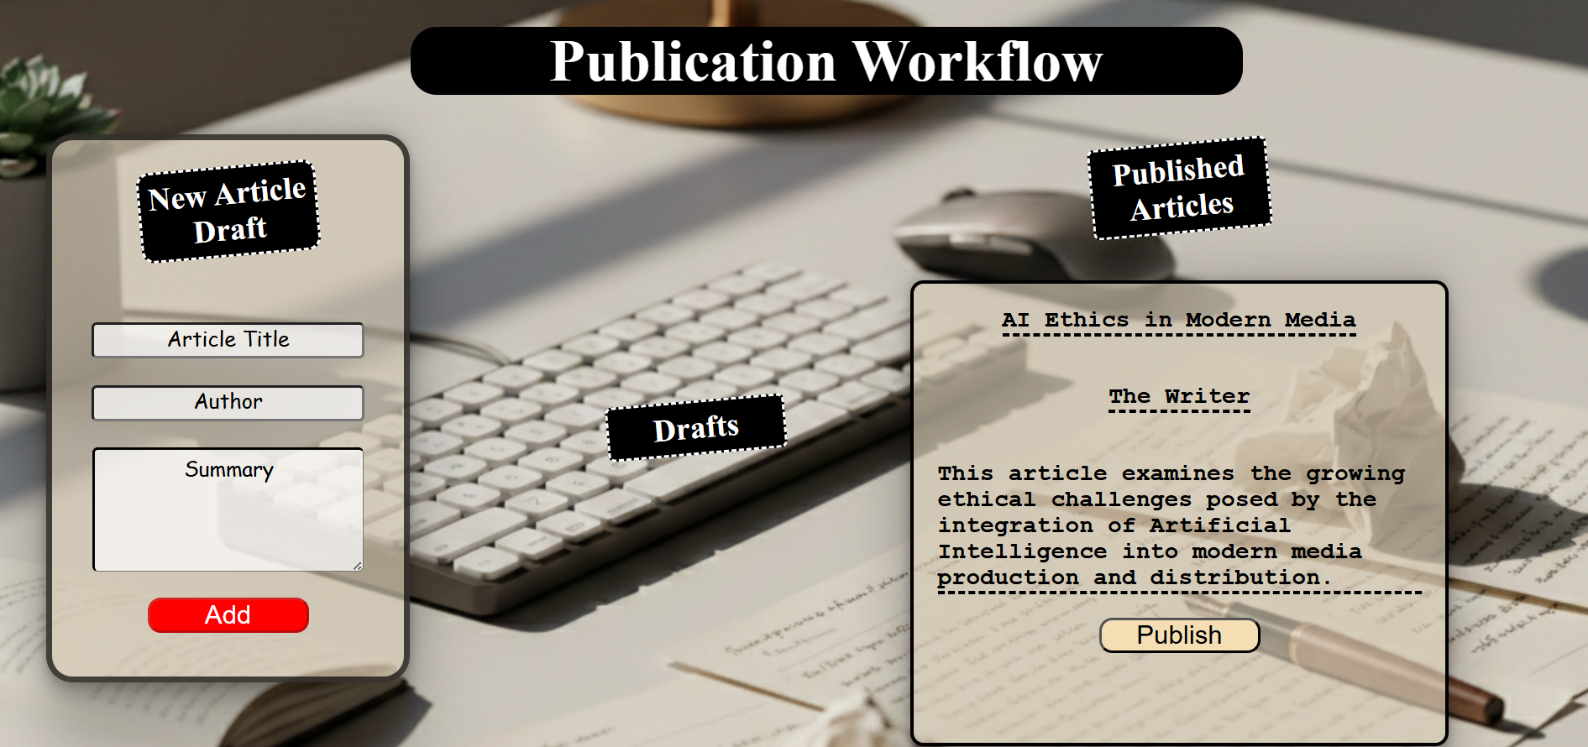 Publication Workflow
New Article
Draft
Article Title
Author
Summary
Add
Drafts
Published
Articles
AI Ethics in Modern Media
The Writer
This article examines the growing
ethical challenges posed by the
integration of Artificial
Intelligence into modern media
production and distribution.
Publish